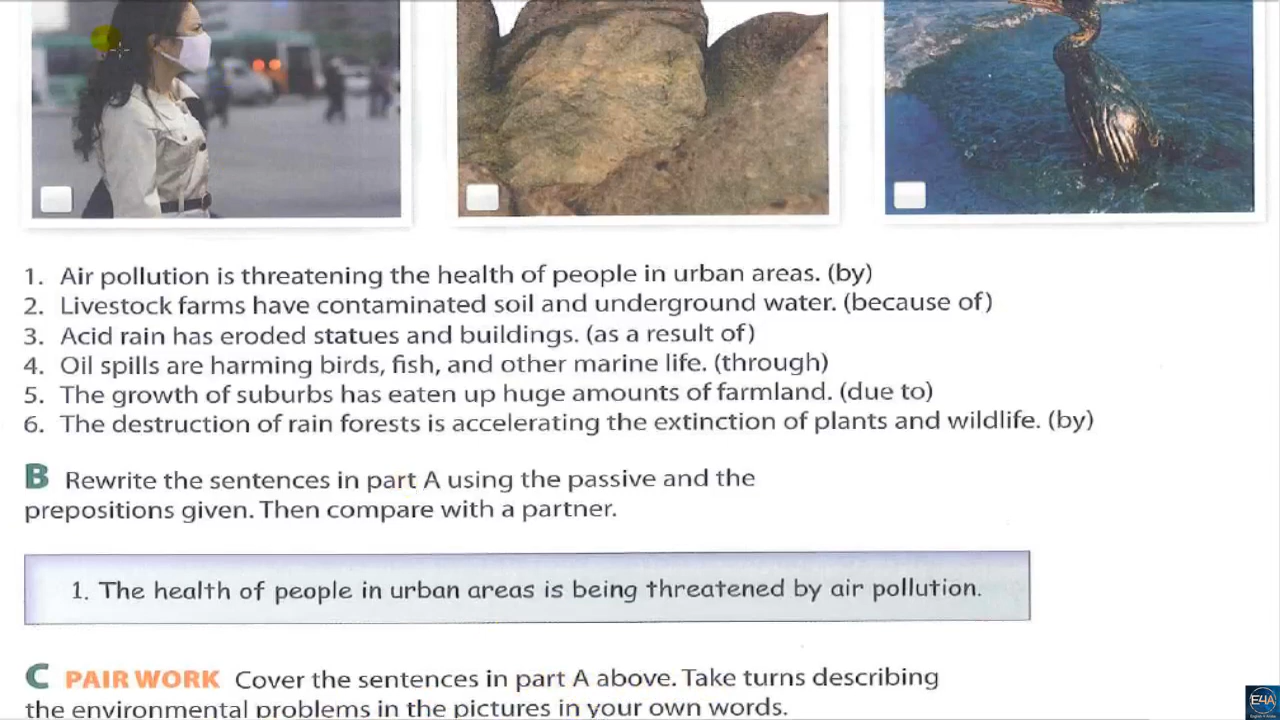 1. Air pollution is threatening the health of people in urban areas. (by)
2. Livestock farms have contaminated soil and underground water. (because of)
3. Acid rain has eroded statues and buildings. (as a result of)
4. Oil spills are harming birds, fish, and other marine life. (through)
5. The growth of suburbs has eaten up huge amounts of farmland. (due to)
6. The destruction of rain forests is accelerating the extinction of plants and wildlife. (by)
B Rewrite the sentences in part A using the passive and the
prepositions given. Then compare with a partner.
1. The health of people in urban areas is being threatened by air pollution.
C PAIR WORK Cover the sentences in part A above. Take turns describing
the environmental problems in the pictures in your own words.
E4A